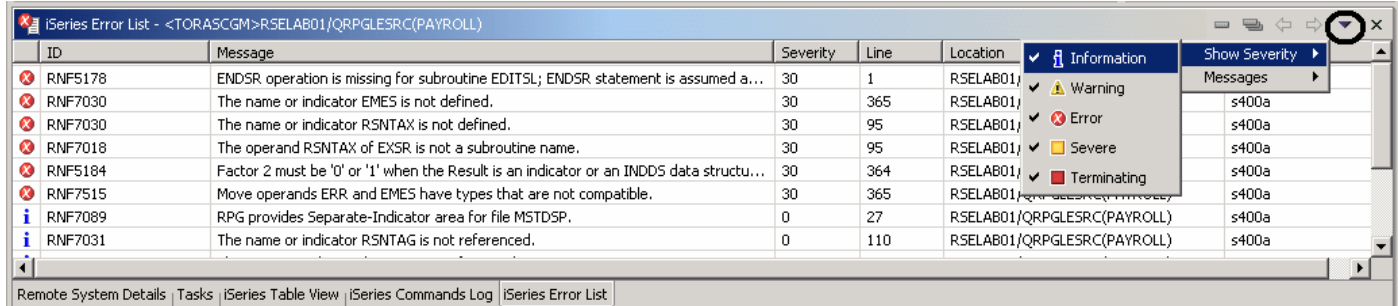 iSeries Error List - <TORASCGM>RSELAB01/QRPGLESRC(PAYROLL)
ID Message Severity Line Location
Show Severity
Messages
Information
Warning
Error
Severe
Terminating
RNF5178 ENDSR operation is missing for subroutine EDITSL; ENDSR statement is assumed a... 30 1 RSELAB01/
RNF7030 The name or indicator EMES is not defined. 30 365 RSELAB01/ s400a
RNF7030 The name or indicator RSNTAX is not defined. 30 95 RSELAB01/ s400a
RNF7018 The operand RSNTAX of EXSR is not a subroutine name. 30 95 RSELAB01/ s400a
RNF5184 Factor 2 must be '0' or '1' when the Result is an indicator or an INDDS data structu... 30 364 RSELAB01/ s400a
RNF7515 Move operands ERR and EMES have types that are not compatible. 30 365 RSELAB01/QRPGLESRC(PAYROLL) s400a
RNF7089 RPG provides Separate-Indicator area for file MSTDSP. 0 27 RSELAB01/QRPGLESRC(PAYROLL) s400a
RNF7031 The name or indicator RSNTAG is not referenced. 0 110 RSELAB01/QRPGLESRC(PAYROLL) s400a
Remote System Details Tasks iSeries Table View iSeries Commands Log iSeries Error List